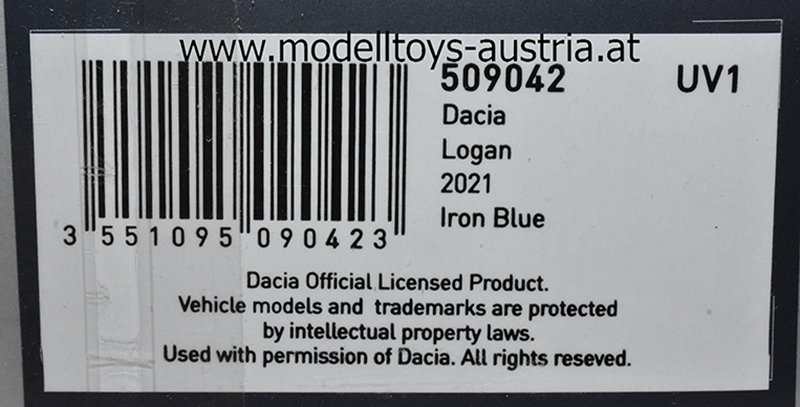 www.modelltoys-austria.at
509042 UV1
Dacia
Logan
2021
Iron Blue
3 551095 090423
Dacia Official Licensed Product.
Vehicle models and trademarks are protected
by intellectual property laws.
Used with permission of Dacia. All rights reseved.